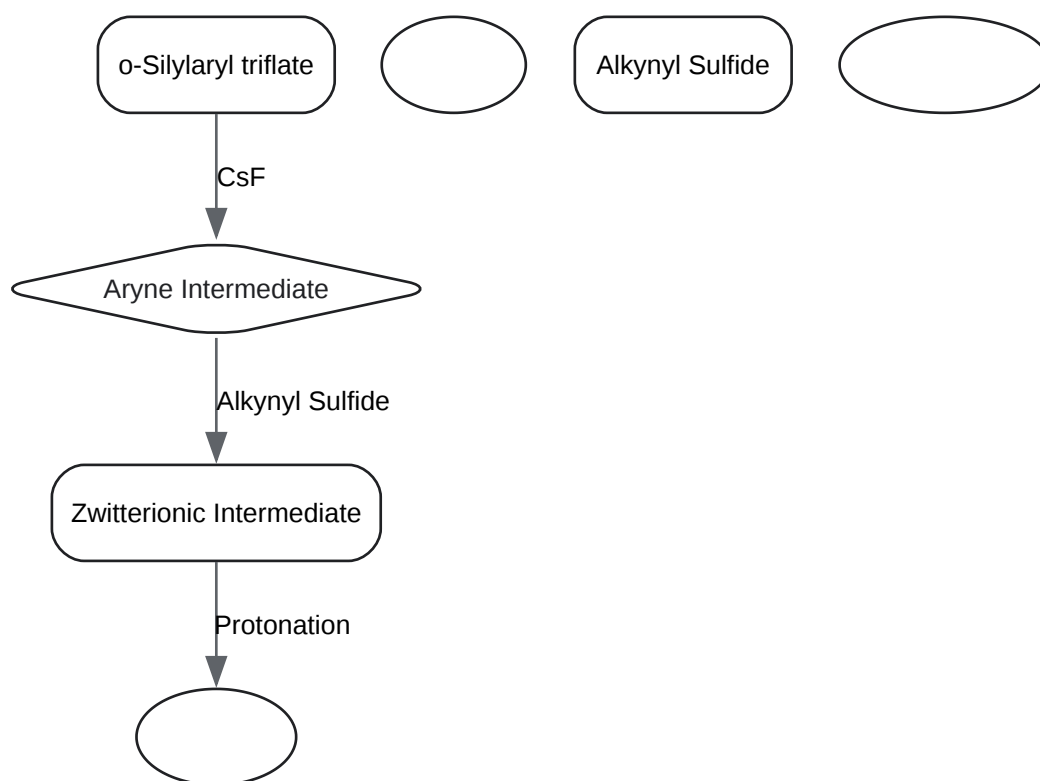 o-Silylaryl triflate
Alkynyl Sulfide
CsF
Aryne Intermediate
Alkynyl Sulfide
Zwitterionic Intermediate
Protonation